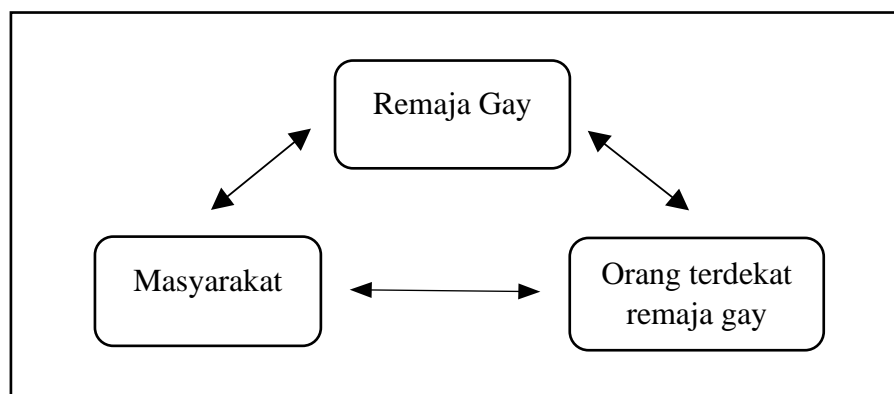 Remaja Gay
Masyarakat
Orang terdekat
remaja gay